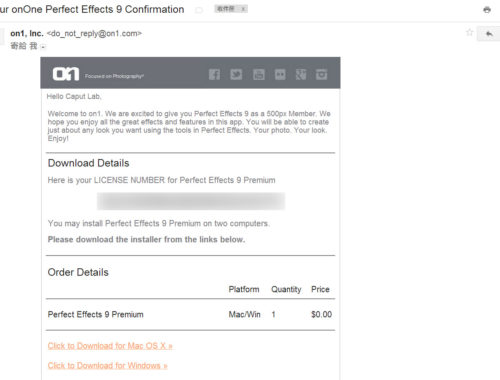 ur onOne Perfect Effects 9 Confirmation
收件匣 x
on1, Inc. <do_not_reply@on1.com>
寄給 我
on1 Focused on Photography®
Hello Caput Lab,
Welcome to on1. We are excited to give you Perfect Effects 9 as a 500px Member. We
hope you enjoy all the great effects and features in this app. You will be able to create
just about any look you want using the tools in Perfect Effects. Your photo. Your look.
Enjoy!
Download Details
Here is your LICENSE NUMBER for Perfect Effects 9 Premium
You may install Perfect Effects 9 Premium on two computers.
Please download the installer from the links below.
Order Details
Platform Quantity Price
Perfect Effects 9 Premium Mac/Win 1 $0.00
Click to Download for Mac OS X »
Click to Download for Windows »